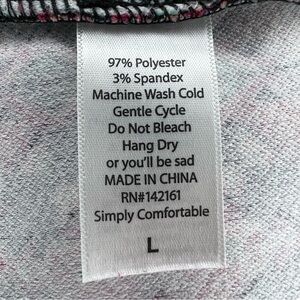 97% Polyester
3% Spandex
Machine Wash Cold
Gentle Cycle
Do Not Bleach
Hang Dry
or you'll be sad
MADE IN CHINA
RN#142161
Simply Comfortable
L